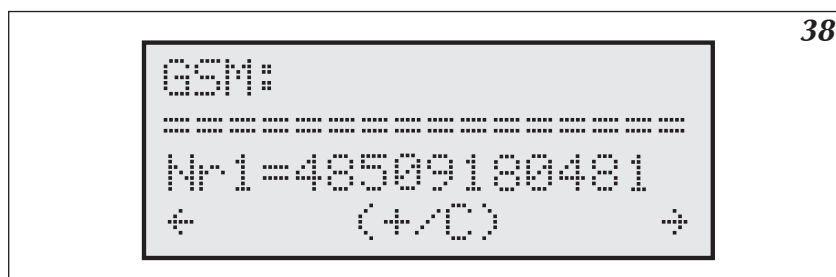 38
GSM:
================
Nr1=48509180481
← (+/C) →